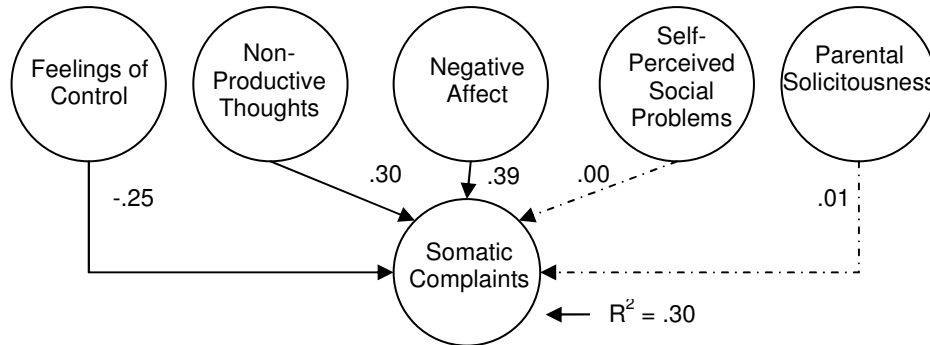 Feelings of
Control
Non-
Productive
Thoughts
Negative
Affect
Self-
Perceived
Social
Problems
Parental
Solicitousness
-.25
.30
.39
.00
.01
Somatic
Complaints
R² = .30